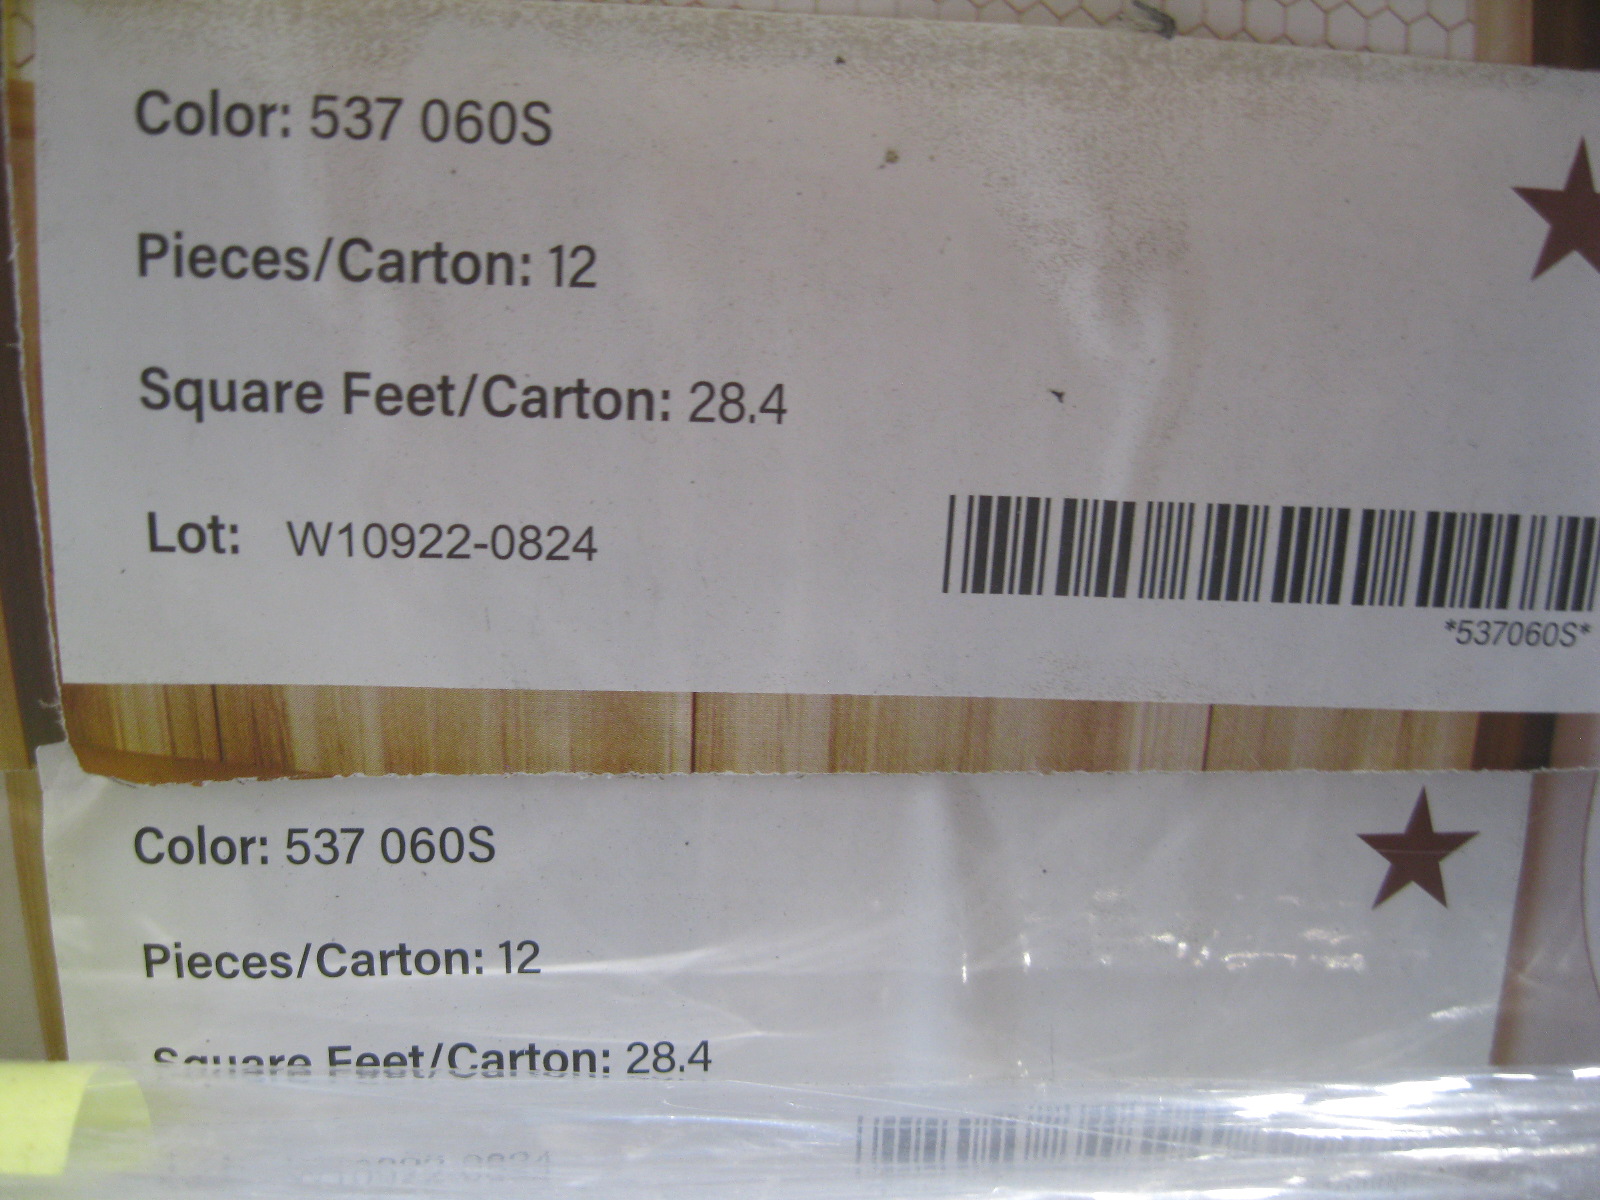 Color: 537 060S
Pieces/Carton: 12
Square Feet/Carton: 28.4
Lot: W10922-0824
*537060S*
Color: 537 060S
Pieces/Carton: 12
Square Feet/Carton: 28.4